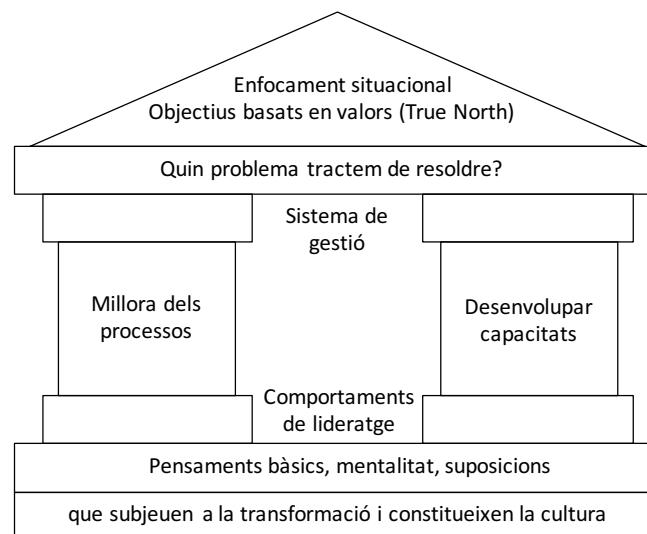 Enfocament situacional
Objectius basats en valors (True North)
Quin problema tractem de resoldre?
Sistema de
gestió
Millora dels
processos
Desenvolupar
capacitats
Comportaments
de lideratge
Pensaments bàsics, mentalitat, suposicions
que subjeuen a la transformació i constitueixen la cultura